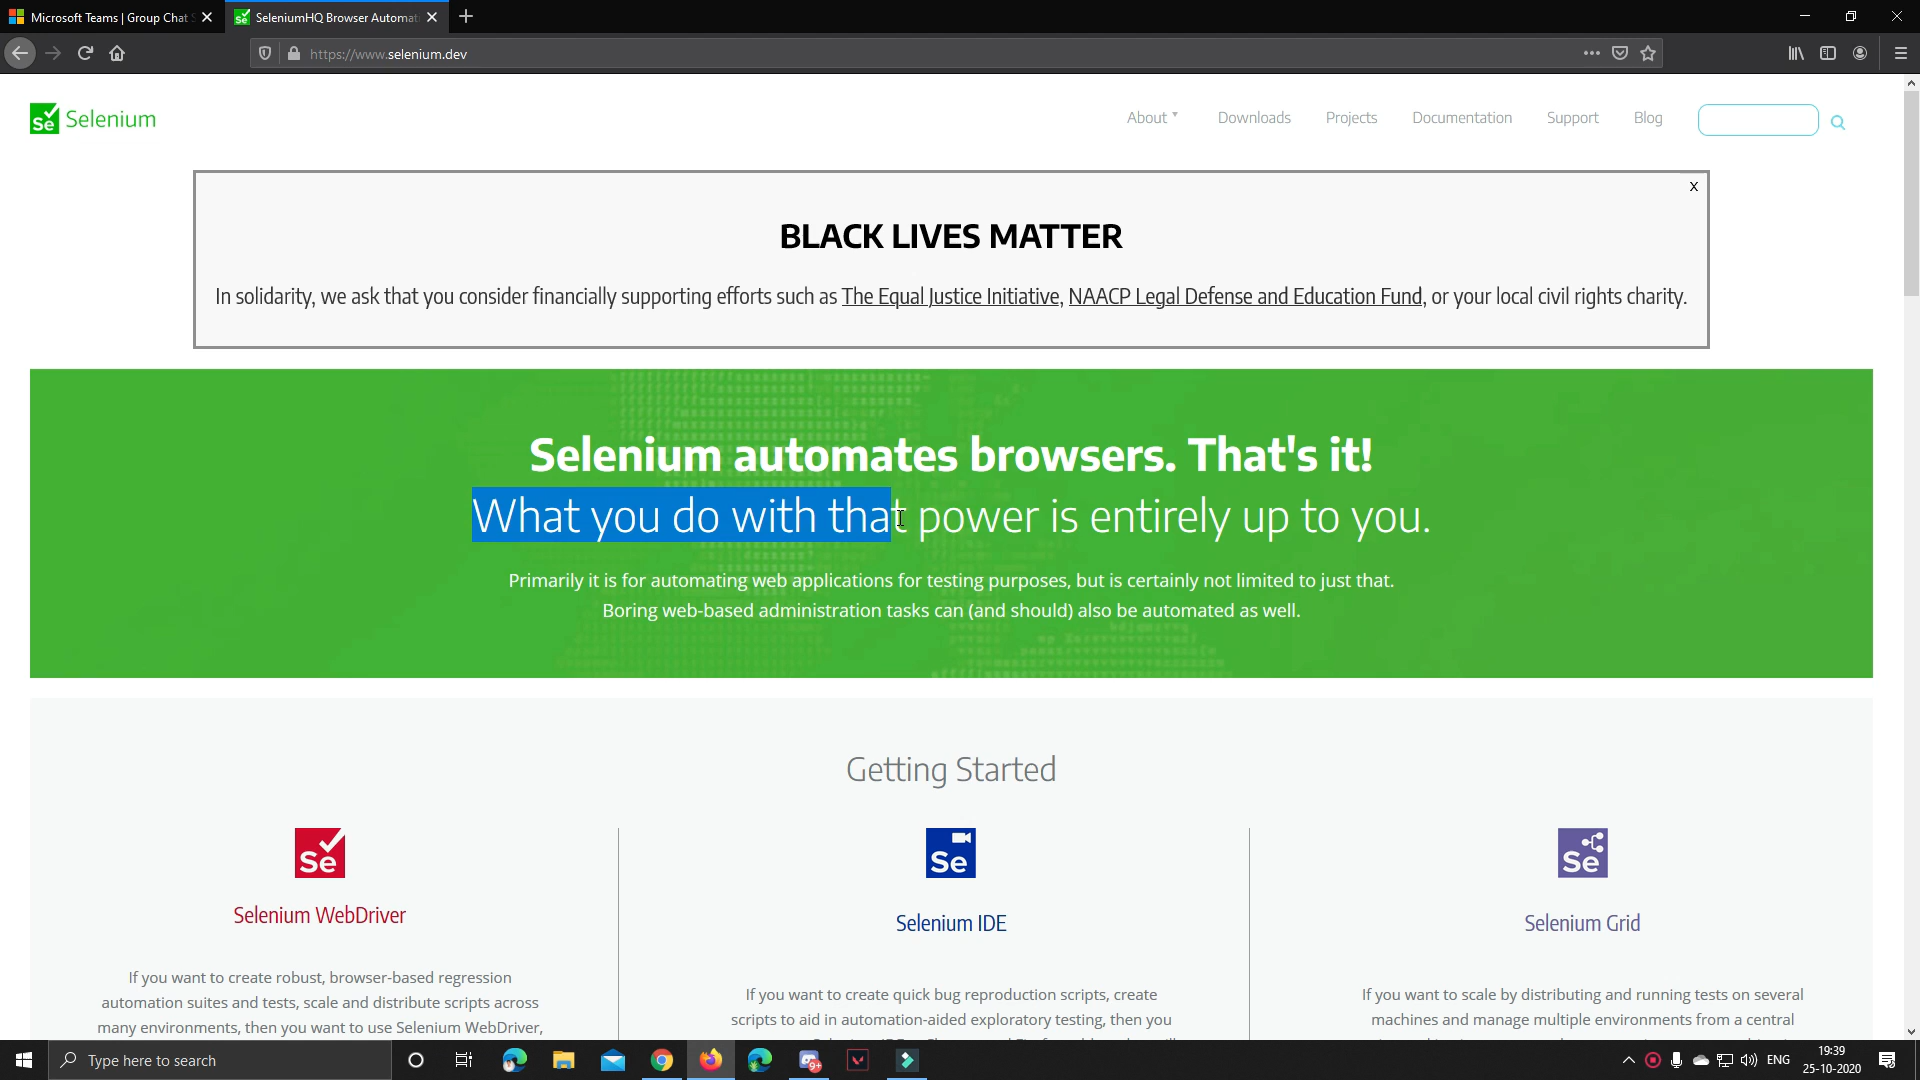 Microsoft Teams | Group Chat S
SeleniumHQ Browser Automat
https://www.selenium.dev
Se Selenium
About
Downloads
Projects
Documentation
Support
Blog
X
BLACK LIVES MATTER
In solidarity, we ask that you consider financially supporting efforts such as The Equal Justice Initiative, NAACP Legal Defense and Education Fund, or your local civil rights charity.
Selenium automates browsers. That's it!
What you do with that power is entirely up to you.
Primarily it is for automating web applications for testing purposes, but is certainly not limited to just that.
Boring web-based administration tasks can (and should) also be automated as well.
Getting Started
Se
Selenium WebDriver
If you want to create robust, browser-based regression
automation suites and tests, scale and distribute scripts across
many environments, then you want to use Selenium WebDriver,
Se
Selenium IDE
If you want to create quick bug reproduction scripts, create
scripts to aid in automation-aided exploratory testing, then you
Se
Selenium Grid
If you want to scale by distributing and running tests on several
machines and manage multiple environments from a central
Type here to search
9+
ENG
19:39
25-10-2020